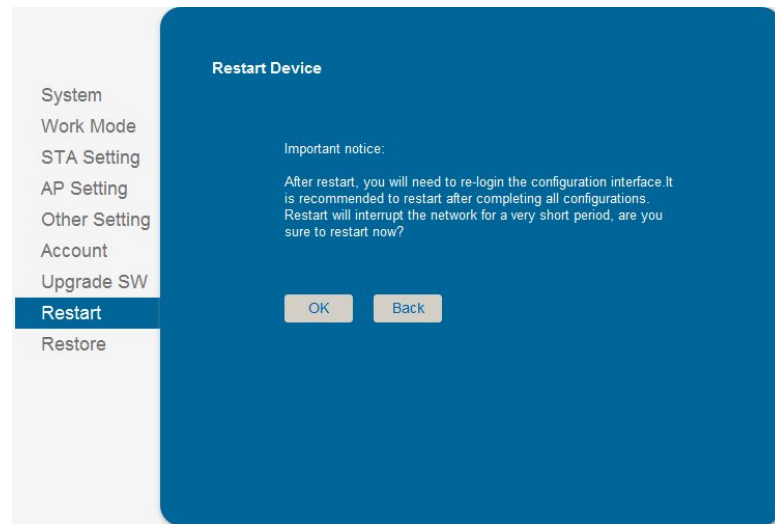 System
Work Mode
STA Setting
AP Setting
Other Setting
Account
Upgrade SW
Restart
Restore
Restart Device
Important notice:
After restart, you will need to re-login the configuration interface.It
is recommended to restart after completing all configurations.
Restart will interrupt the network for a very short period, are you
sure to restart now?
OK
Back